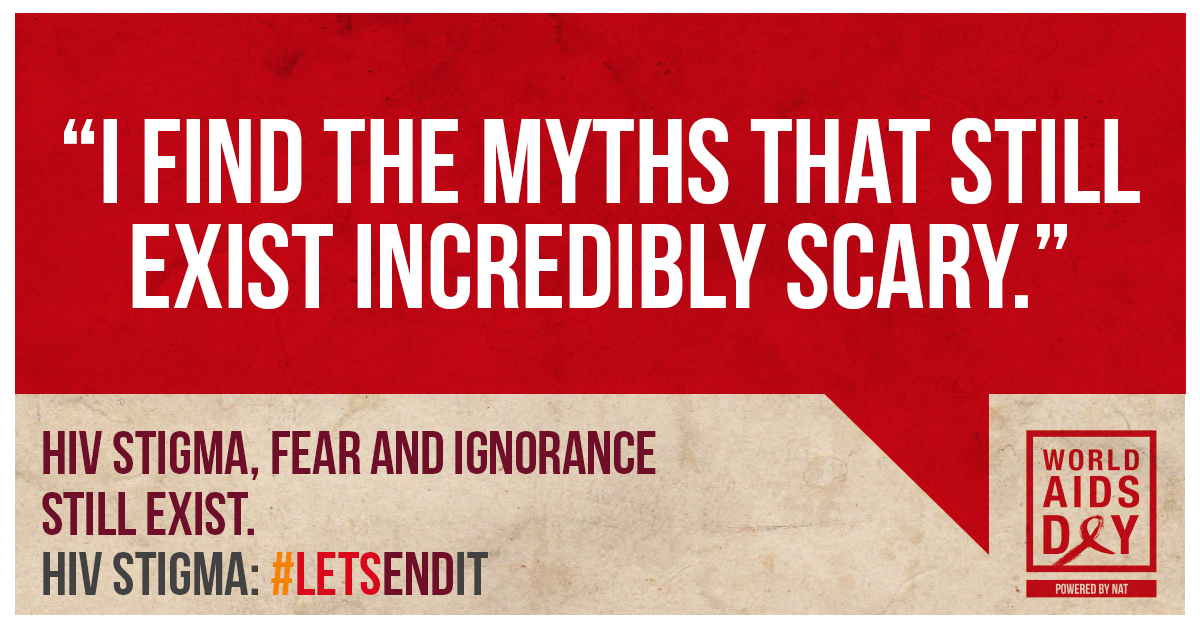 “I FIND THE MYTHS THAT STILL
EXIST INCREDIBLY SCARY.”
HIV STIGMA, FEAR AND IGNORANCE
STILL EXIST.
HIV STIGMA: #LETSENDIT
WORLD
AIDS
DAY
POWERED BY NAT